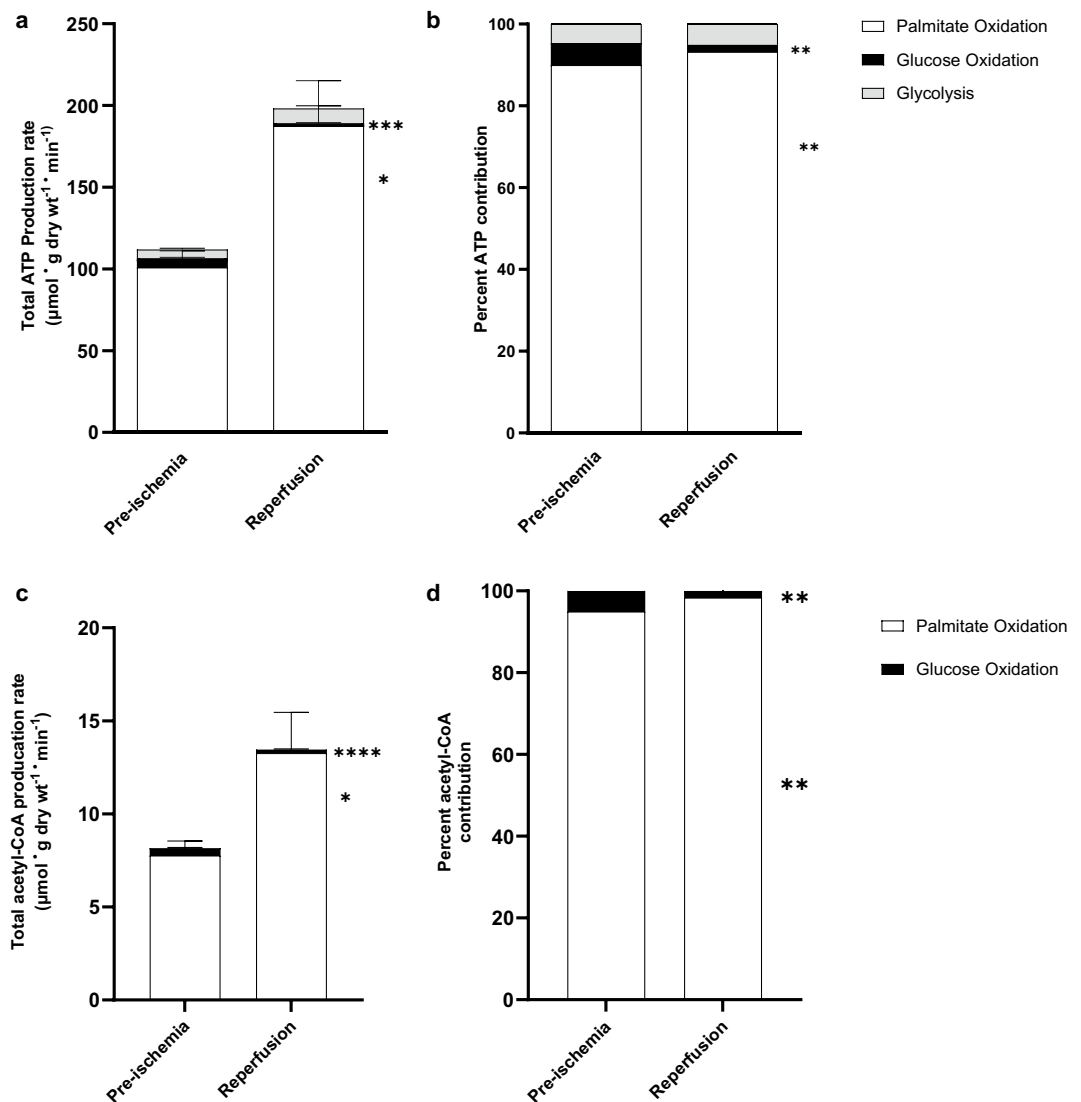 a
Total ATP Production rate
(µmol * g dry wt⁻¹ • min⁻¹)
250
200
150
100
50
0
***
*
Pre-ischemia
Reperfusion
b
Percent ATP contribution
100
80
60
40
20
0
**
**
Pre-ischemia
Reperfusion
Palmitate Oxidation
Glucose Oxidation
Glycolysis
c
Total acetyl-CoA producation rate
(µmol * g dry wt⁻¹ • min⁻¹)
20
15
10
5
0
****
*
Pre-ischemia
Reperfusion
d
Percent acetyl-CoA
contribution
100
80
60
40
20
0
**
**
Pre-ischemia
Reperfusion
Palmitate Oxidation
Glucose Oxidation